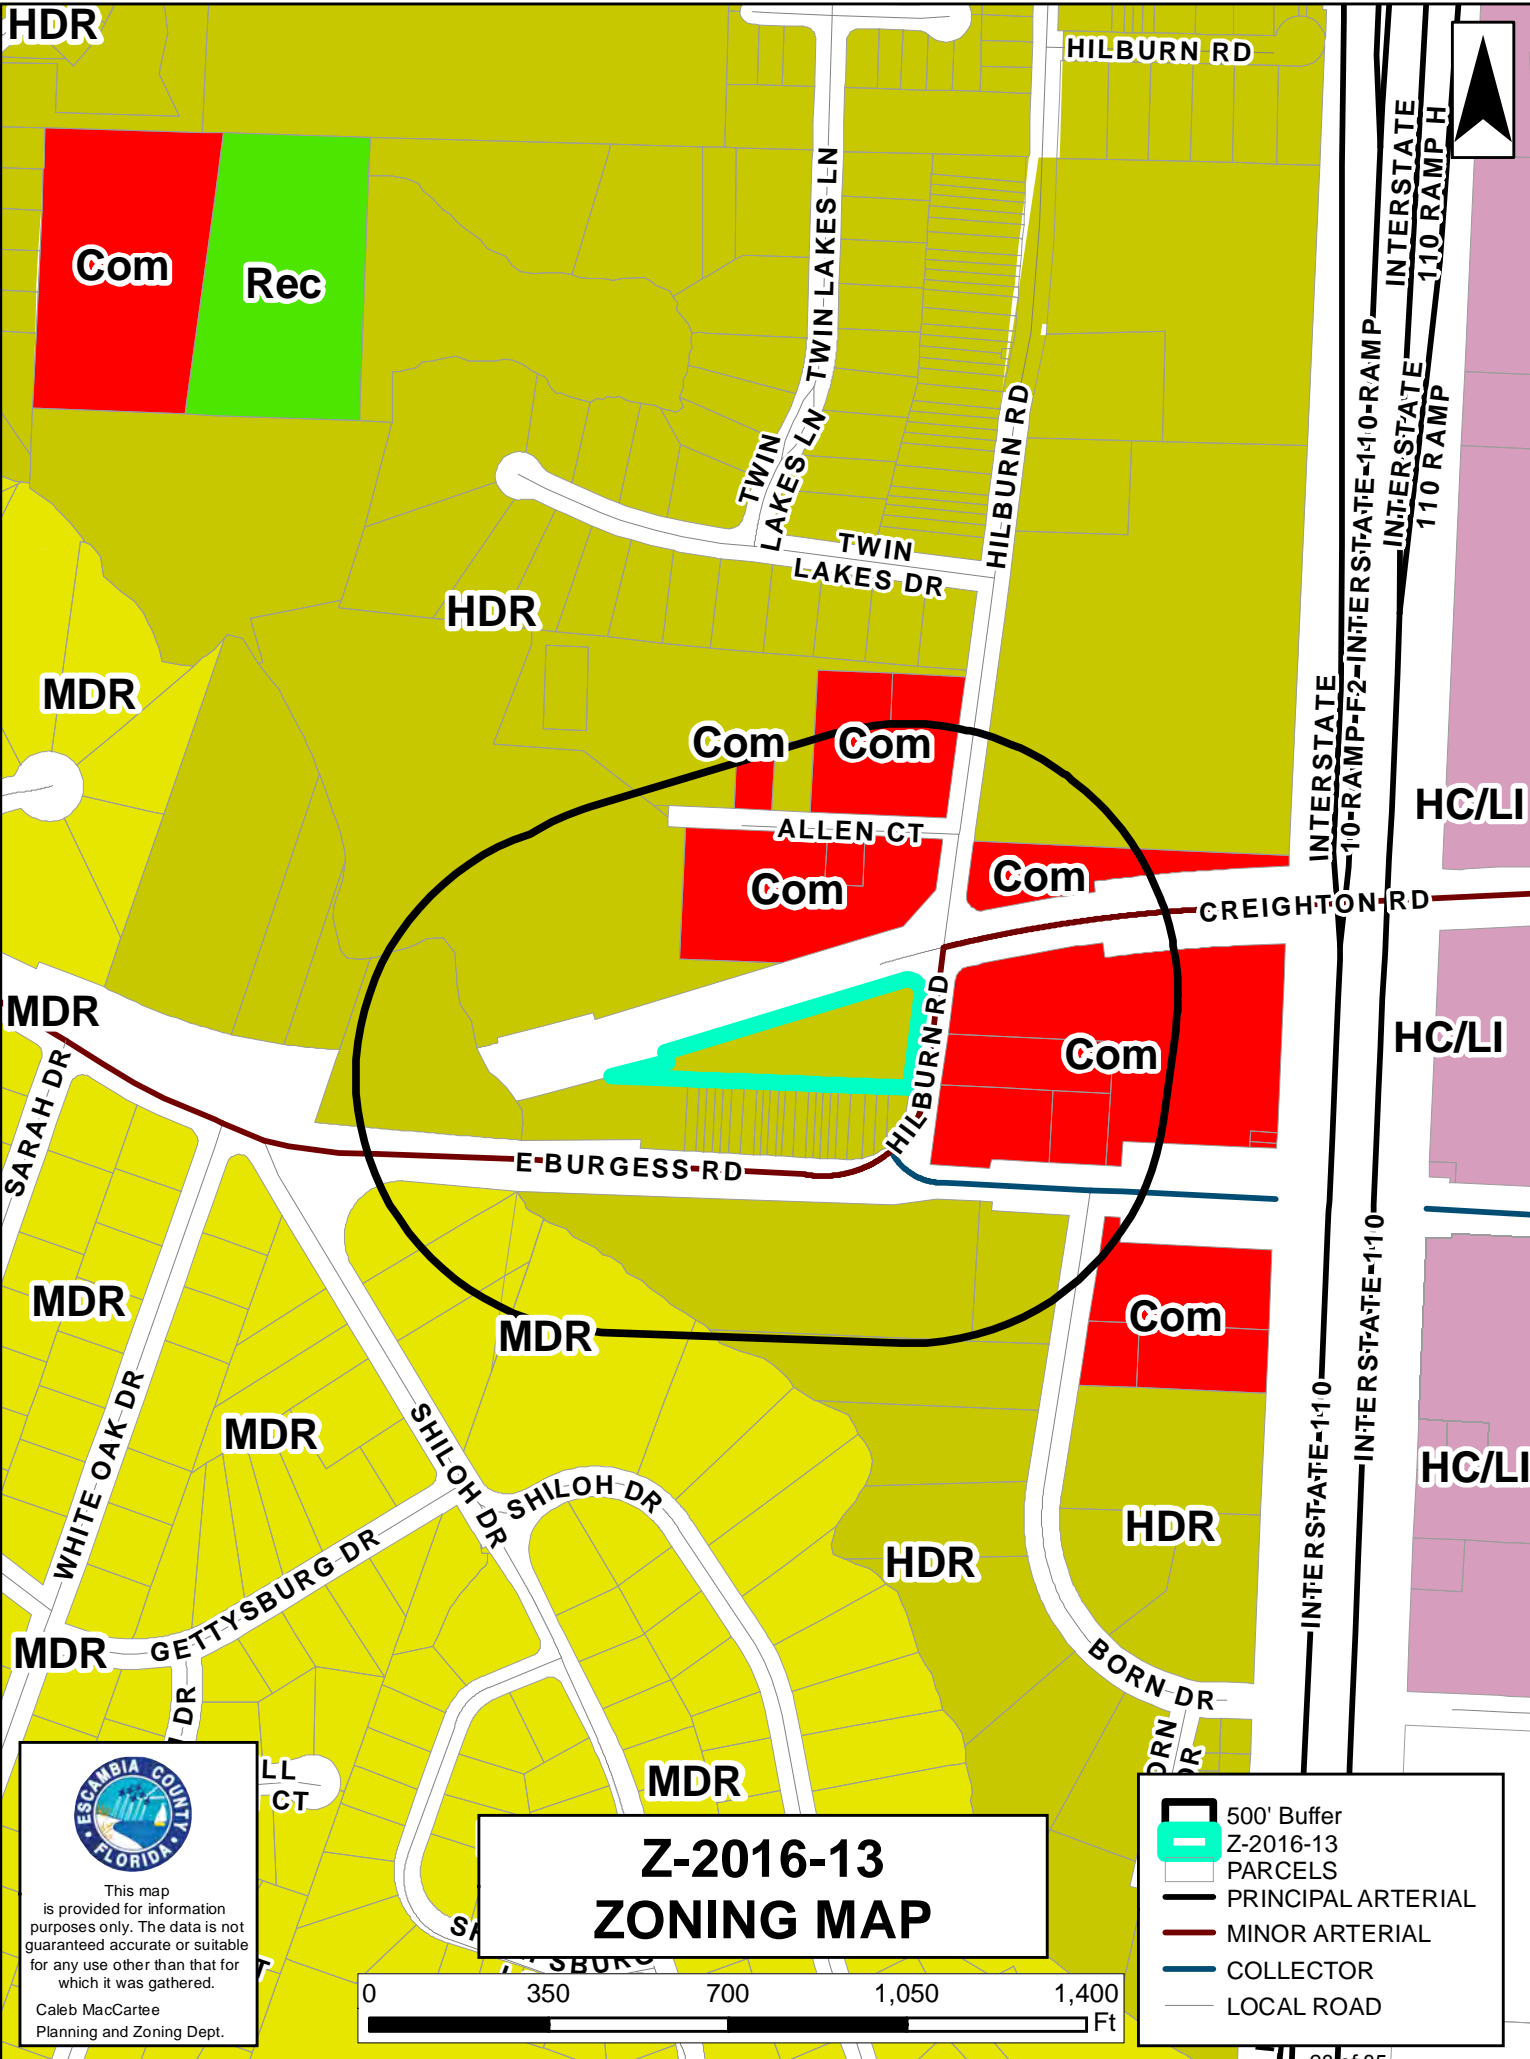 HDR
HILBURN RD
INTERSTATE
110 RAMP H
TWIN LAKES LN
Com
Rec
HILBURN RD
INTERSTATE
110 RAMP
TWIN
LAKES LN
TWIN
LAKES DR
HDR
MDR
INTERSTATE
10-RAMP-F2-INTERSTATE-110-RAMP
Com
Com
HC/LI
ALLEN CT
Com
Com
CREIGHTON RD
MDR
HILBURN RD
Com
HC/LI
SARAH DR
E BURGESS RD
MDR
MDR
Com
INTERSTATE-110
INTERSTATE-110
WHITE OAK DR
MDR
SHILOH DR
SHILOH DR
HC/LI
HDR
HDR
GETTYSBURG DR
MDR
BORN DR
DR
ORN
DR
LL
CT
MDR
ESCAMBIA COUNTY
FLORIDA
This map
is provided for information
purposes only. The data is not
guaranteed accurate or suitable
for any use other than that for
which it was gathered.
Caleb MacCartee
Planning and Zoning Dept.
Z-2016-13
ZONING MAP
SBURG
0 350 700 1,050 1,400
Ft
500' Buffer
Z-2016-13
PARCELS
PRINCIPAL ARTERIAL
MINOR ARTERIAL
COLLECTOR
LOCAL ROAD